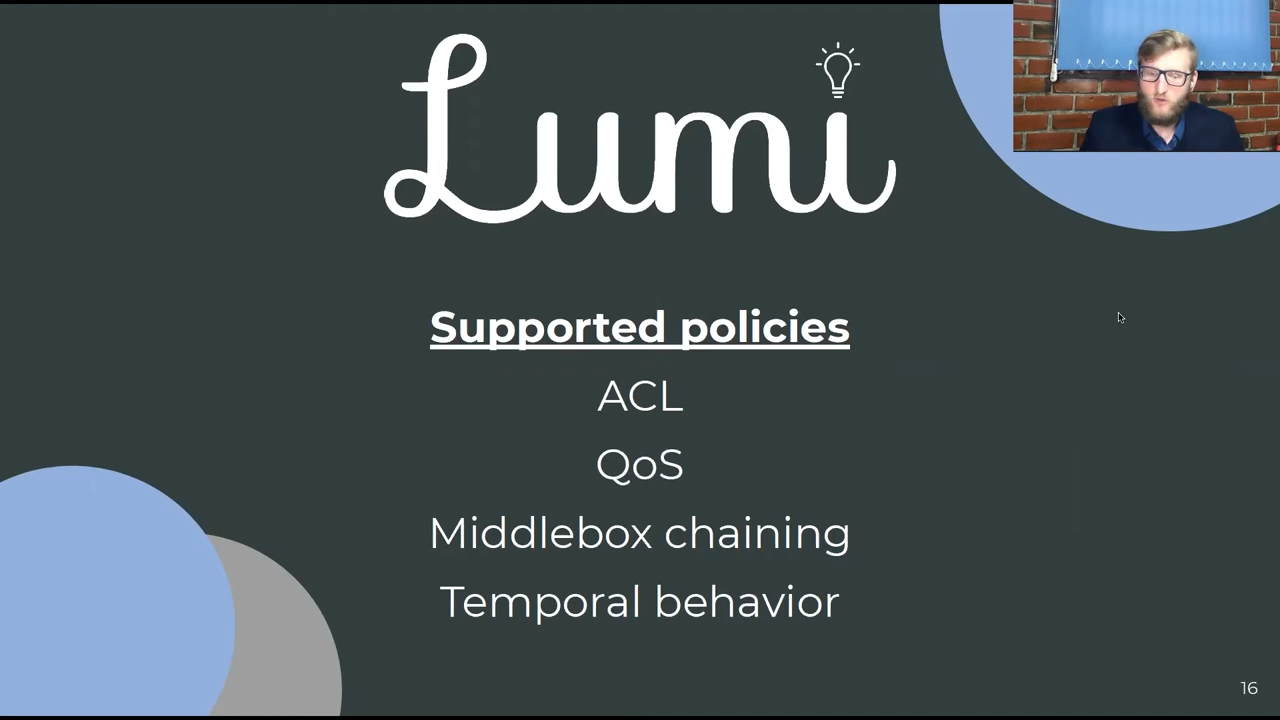 Lumi
Supported policies
ACL
QoS
Middlebox chaining
Temporal behavior
16